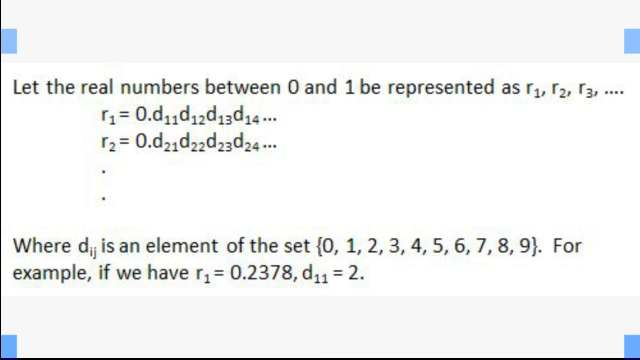 Let the real numbers between 0 and 1 be represented as r₁, r₂, r₃, ....
r₁ = 0.d₁₁d₁₂d₁₃d₁₄...
r₂ = 0.d₂₁d₂₂d₂₃d₂₄...
.
.
Where dᵢⱼ is an element of the set {0, 1, 2, 3, 4, 5, 6, 7, 8, 9}. For
example, if we have r₁ = 0.2378, d₁₁ = 2.